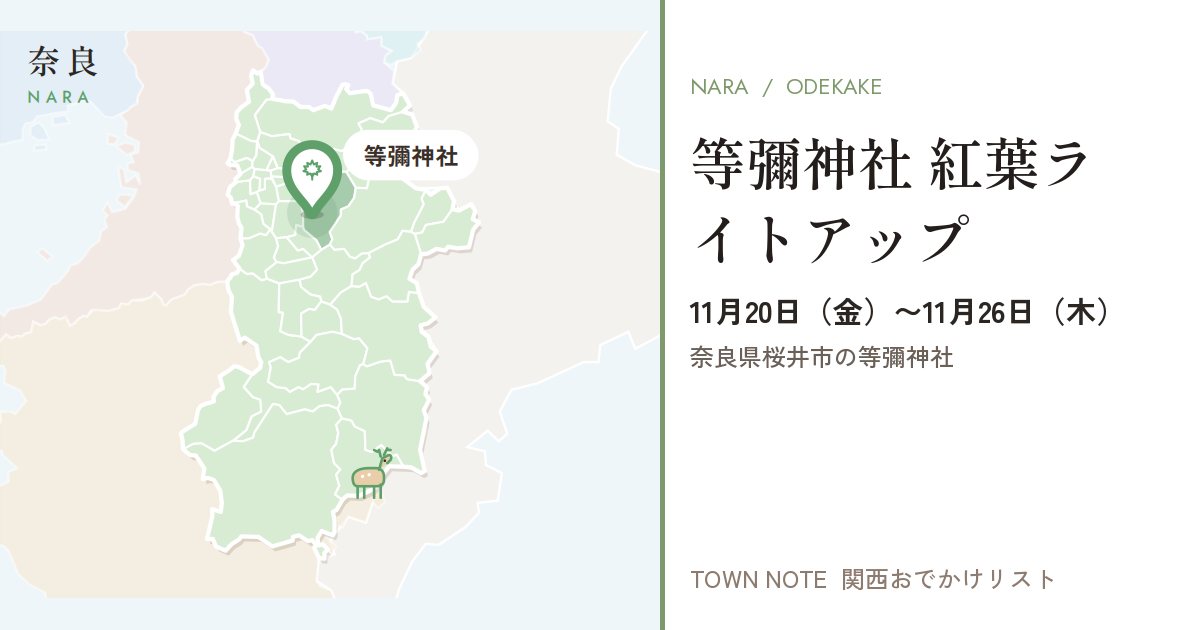 奈良
NARA
等彌神社
NARA / ODEKAKE
等彌神社 紅葉ラ
イトアップ
11月20日（金）〜11月26日（木）
奈良県桜井市の等彌神社
TOWN NOTE 関西おでかけリスト